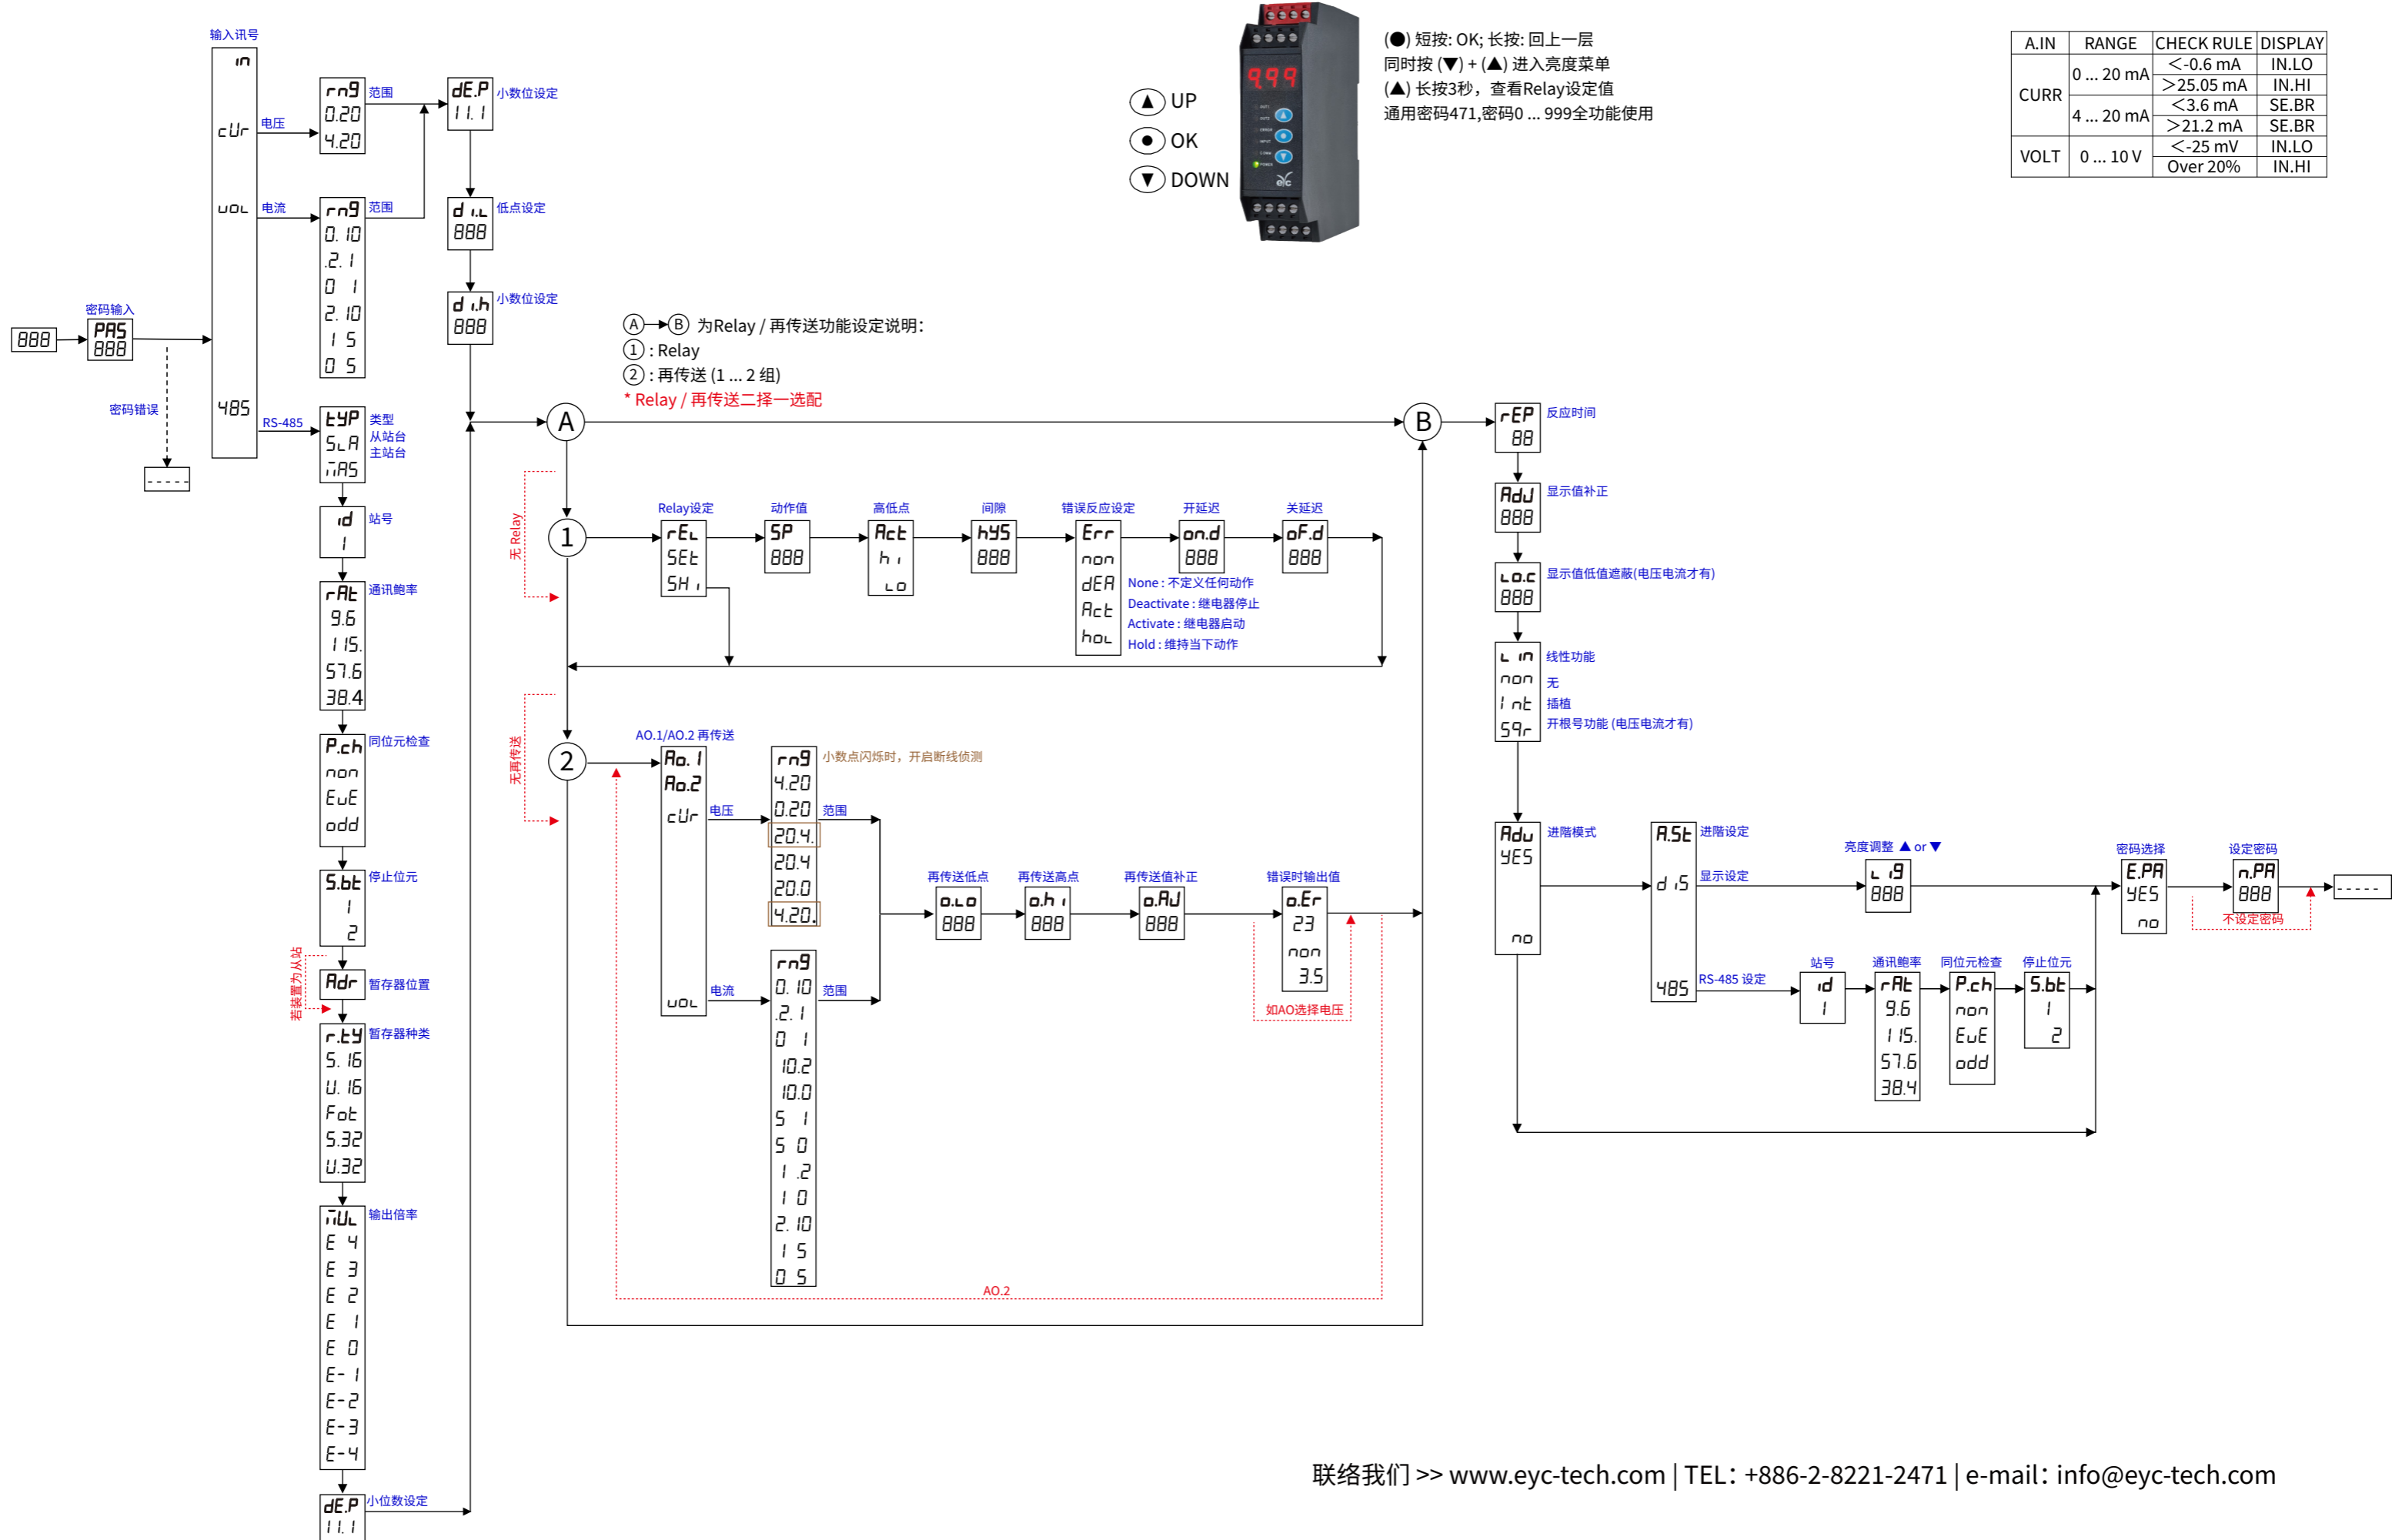 输入讯号
in
cUr
uoL
485
电压
电流
RS-485
888
密码输入
PAS
888
密码错误
-----
rng
0.20
4.20
范围
rng
0.10
.2.1
0 1
2.10
1 5
0 5
范围
dE.P
11.1
小数位设定
di.L
888
低点设定
di.h
888
小数位设定
tyP
SLA
mAS
类型
从站台
主站台
id
1
站号
rAt
9.6
115.
57.6
38.4
通讯鲍率
P.ch
non
EuE
odd
同位元检查
S.bt
1
2
停止位元
若装置为从站
Adr
暂存器位置
r.ty
S.16
U.16
Fot
S.32
U.32
暂存器种类
mUL
E 4
E 3
E 2
E 1
E 0
E-1
E-2
E-3
E-4
输出倍率
dE.P
11.1
小位数设定
UP
OK
DOWN
9.99
eyc
(●) 短按: OK; 长按: 回上一层
同时按 (▼) + (▲) 进入亮度菜单
(▲) 长按3秒，查看Relay设定值
通用密码471,密码0 ... 999全功能使用
A.IN RANGE CHECK RULE DISPLAY
CURR 0 ... 20 mA <-0.6 mA IN.LO
>25.05 mA IN.HI
4 ... 20 mA <3.6 mA SE.BR
>21.2 mA SE.BR
VOLT 0 ... 10 V <-25 mV IN.LO
Over 20% IN.HI
A B 为Relay / 再传送功能设定说明：
1 : Relay
2 : 再传送 (1 ... 2 组)
* Relay / 再传送二择一选配
A
B
无 Relay
1
Relay设定
rEL
SEt
SHi
动作值
SP
888
高低点
Act
hi
Lo
间隙
hyS
888
错误反应设定
Err
non
dEA
Act
hoL
None : 不定义任何动作
Deactivate : 继电器停止
Activate : 继电器启动
Hold : 维持当下动作
开延迟
on.d
888
关延迟
oF.d
888
无再传送
2
AO.1/AO.2 再传送
Ao.1
Ao.2
cUr
uoL
电压
电流
rng
4.20
0.20
20.4.
20.4
20.0
4.20.
小数点闪烁时，开启断线侦测
范围
rng
0.10
.2.1
0 1
10.2
10.0
5 1
5 0
1 .2
1 0
2.10
1 5
0 5
范围
再传送低点
o.Lo
888
再传送高点
o.hi
888
再传送值补正
o.AJ
888
错误时输出值
o.Er
23
non
3.5
如AO选择电压
AO.2
rEP
88
反应时间
AdJ
888
显示值补正
Lo.c
888
显示值低值遮蔽(电压电流才有)
Lin
non
Int
Sqr
线性功能
无
插植
开根号功能 (电压电流才有)
Adu
YES
no
进阶模式
A.St
diS
485
进阶设定
显示设定
RS-485 设定
亮度调整 ▲ or ▼
Lig
888
站号
id
1
通讯鲍率
rAt
9.6
115.
57.6
38.4
同位元检查
P.ch
non
EuE
odd
停止位元
S.bt
1
2
密码选择
E.PA
YES
no
设定密码
n.PA
888
不设定密码
-----
联络我们 >> www.eyc-tech.com | TEL：+886-2-8221-2471 | e-mail：info@eyc-tech.com